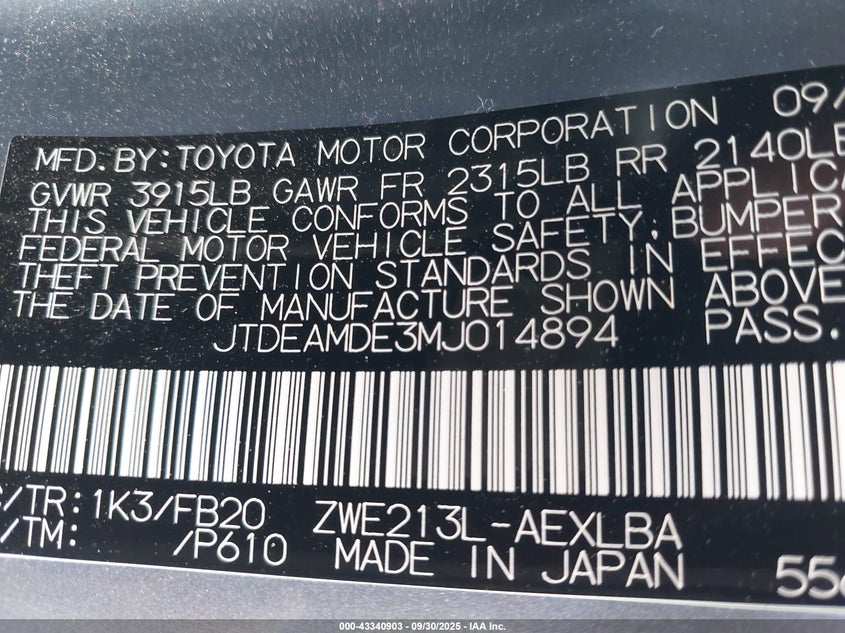 MFD.BY:TOYOTA MOTOR CORPORATION 09/
GVWR 3915LB GAWR FR 2315LB RR 2140LB
THIS VEHICLE CONFORMS TO ALL APPLICA
FEDERAL MOTOR VEHICLE SAFETY,BUMPER
THEFT PREVENTION STANDARDS IN EFFEC
THE DATE OF MANUFACTURE SHOWN ABOVE
JTDEAMDE3MJ014894 PASS.
/TR:1K3/FB20 ZWE213L-AEXLBA
/TM: /P610 MADE IN JAPAN 55
000-43340903 - 09/30/2025 - IAA Inc.